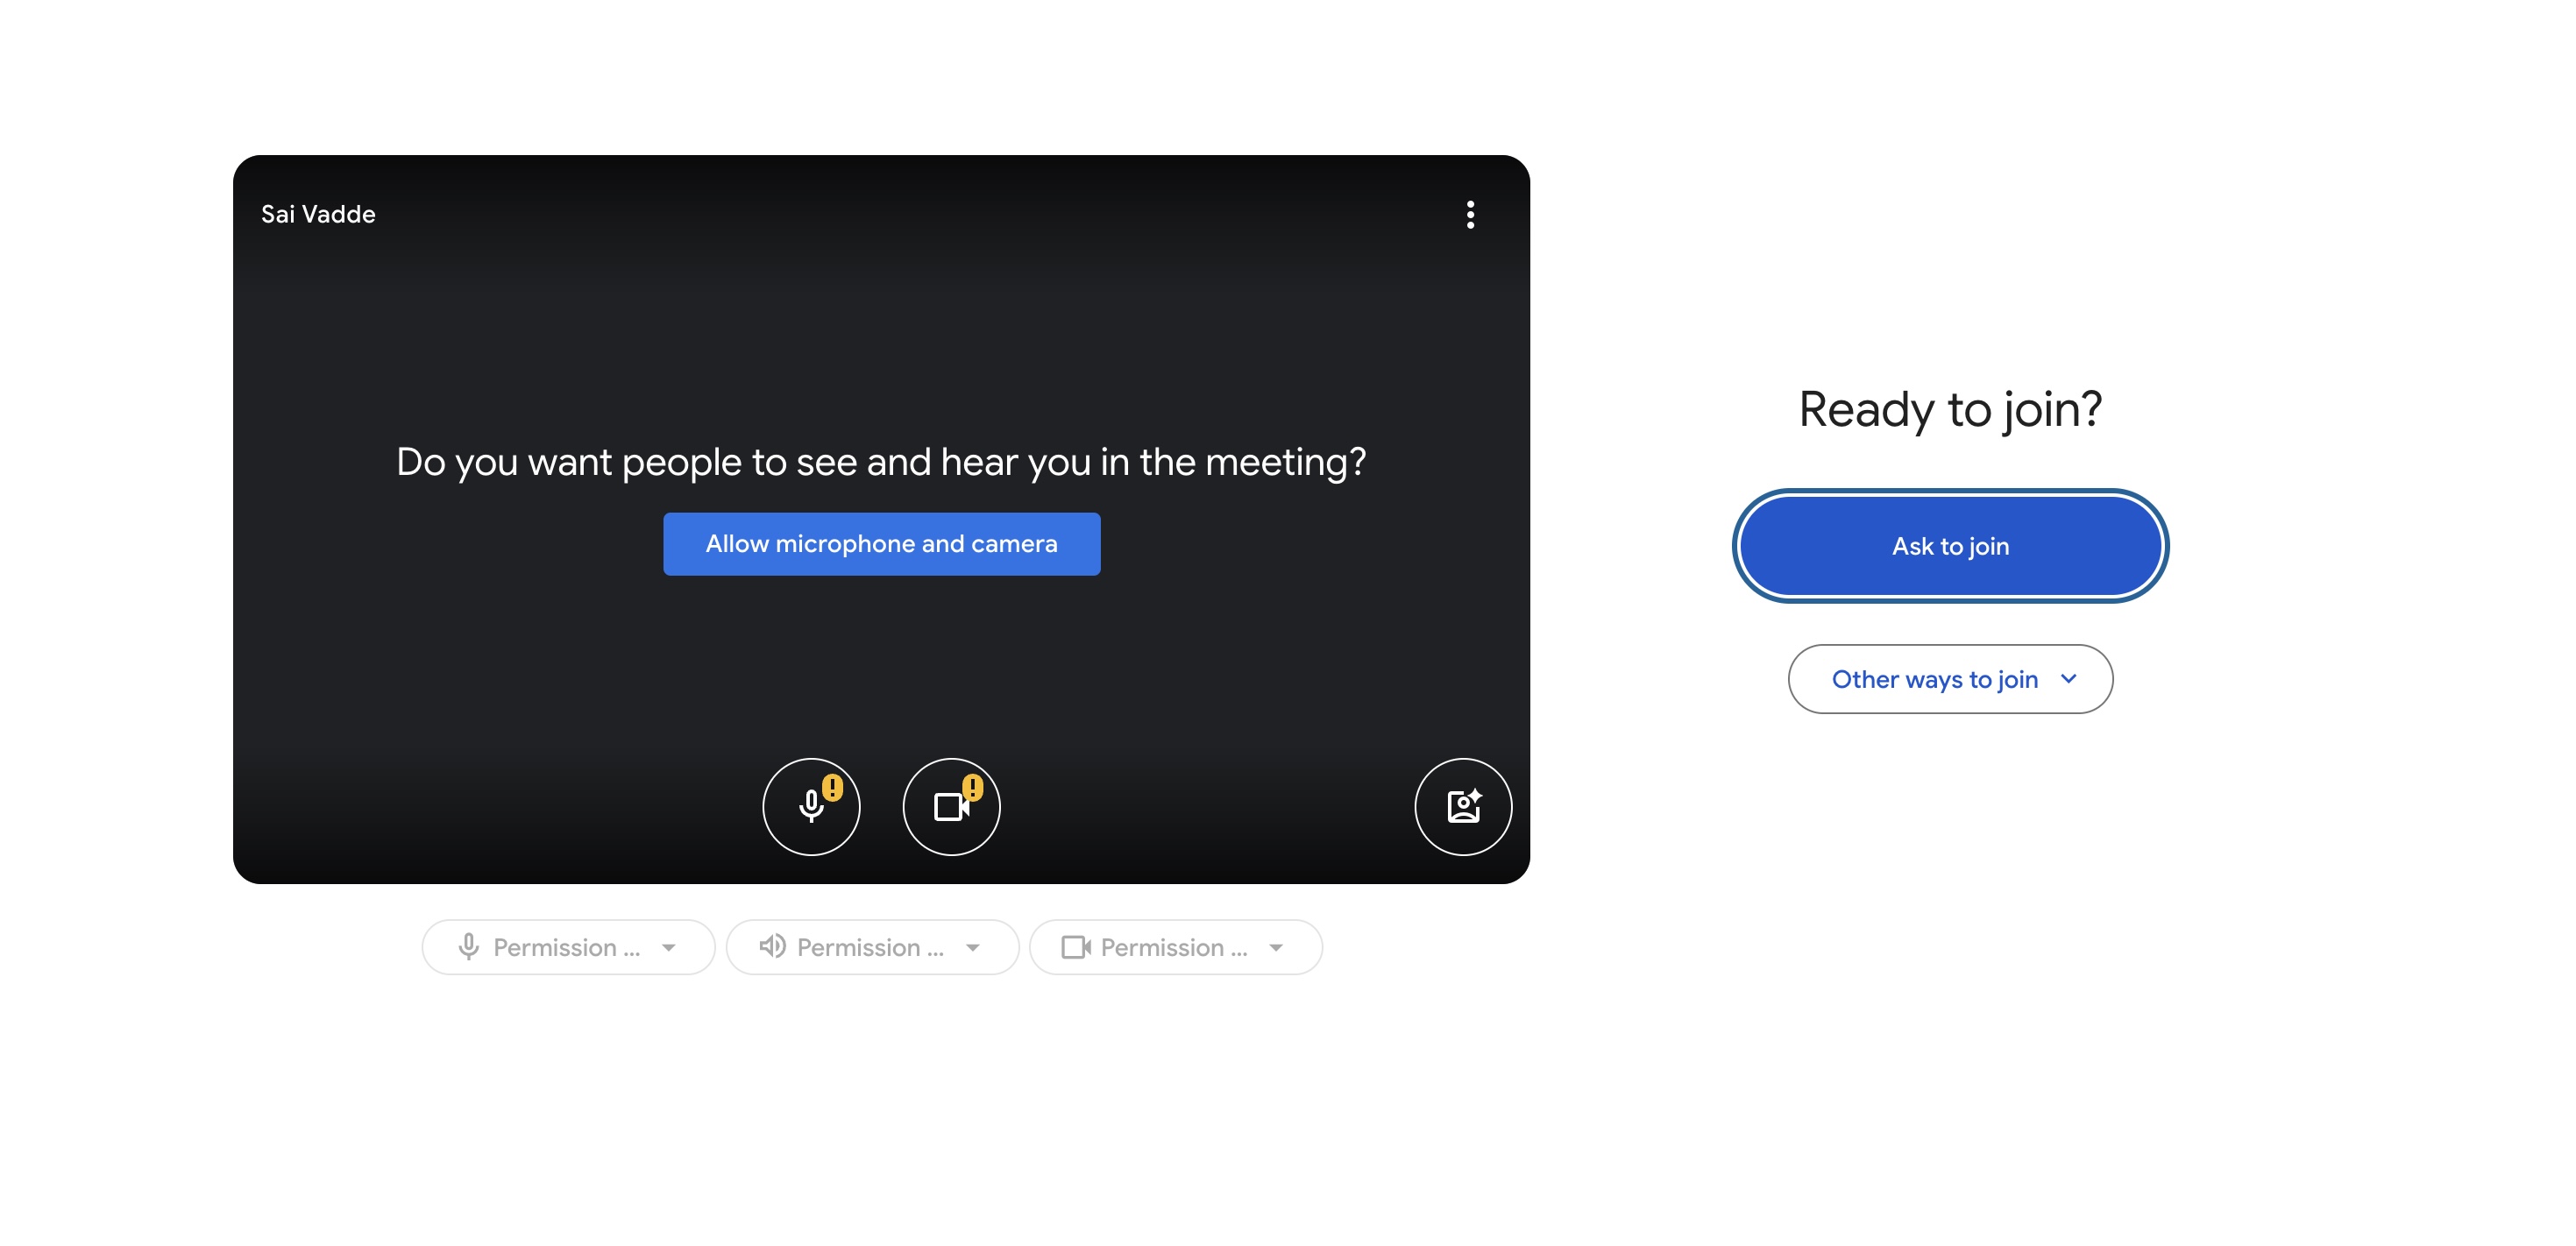 Sai Vadde
Do you want people to see and hear you in the meeting?
Allow microphone and camera
Permission ...
Permission ...
Permission ...
Ready to join?
Ask to join
Other ways to join